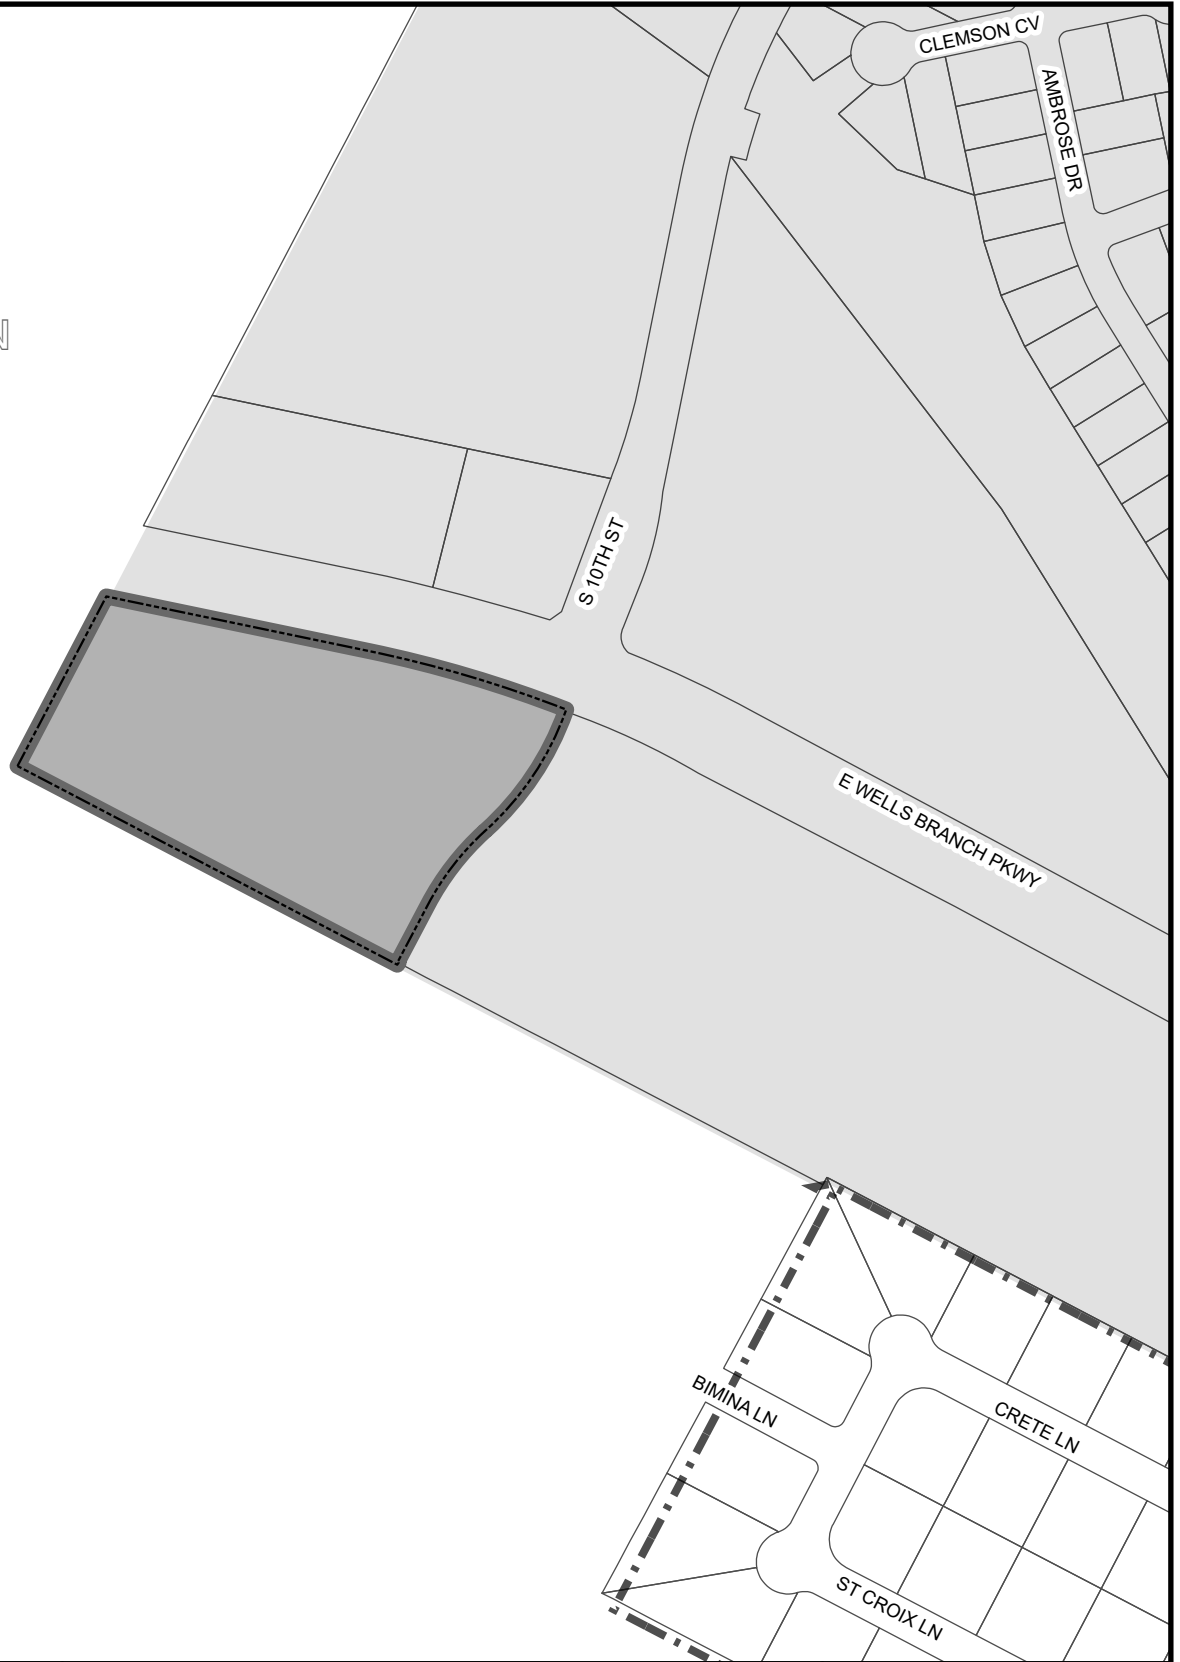 CLEMSON CV
AMBROSE DR
N
S 10TH ST
E WELLS BRANCH PKWY
BIMINA LN
CRETE LN
ST CROIX LN